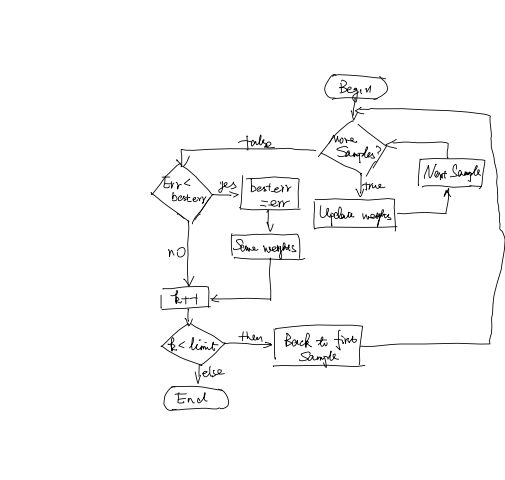 Begin
More
Samples?
false
true
Next Sample
Update weights
Err <
besterr
yes
besterr
= err
Save weights
no
k++
k < limit
then
Back to first
Sample
else
End